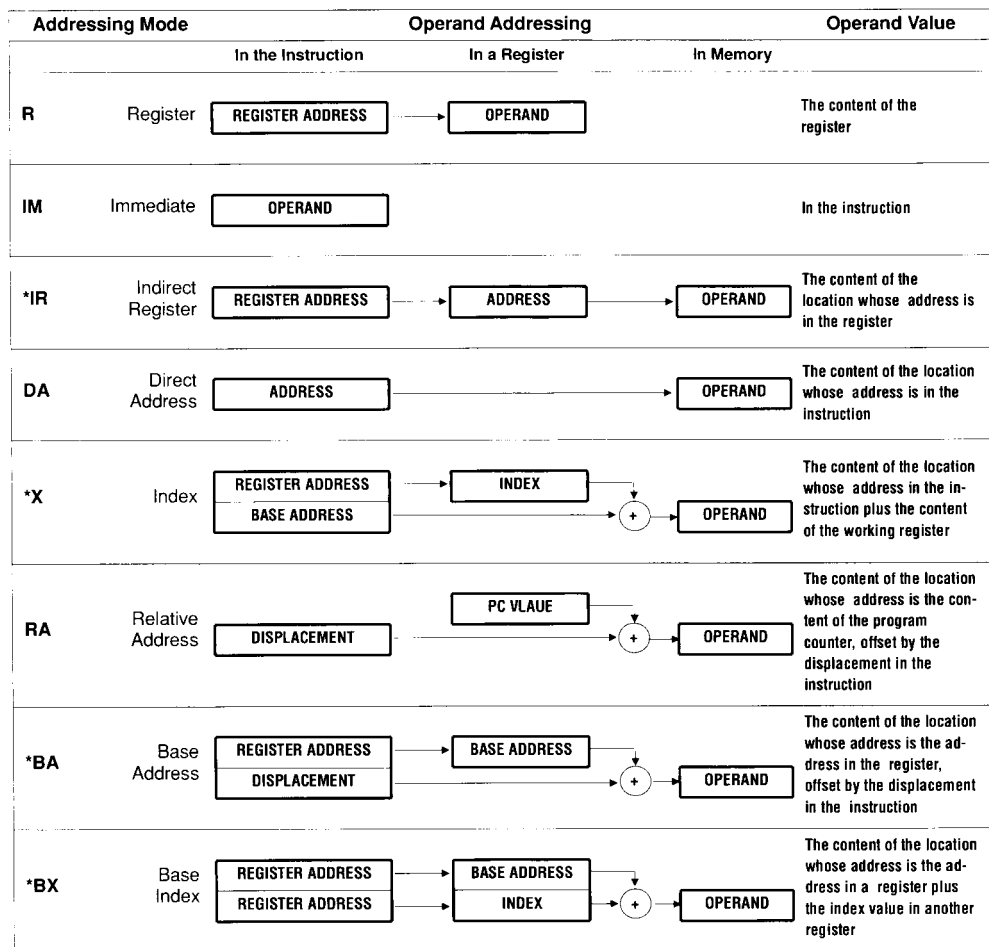 Addressing Mode Operand Addressing Operand Value
In the Instruction In a Register In Memory
R Register REGISTER ADDRESS OPERAND
The content of the
register
IM Immediate OPERAND In the instruction
*IR Indirect
Register
REGISTER ADDRESS ADDRESS OPERAND
The content of the
location whose address is
in the register
DA Direct
Address
ADDRESS OPERAND
The content of the location
whose address is in the
instruction
*X Index
REGISTER ADDRESS INDEX
BASE ADDRESS + OPERAND
The content of the location
whose address in the in-
struction plus the content
of the working register
RA Relative
Address
PC VLAUE
DISPLACEMENT + OPERAND
The content of the location
whose address is the con-
tent of the program
counter, offset by the
displacement in the
instruction
*BA Base
Address
REGISTER ADDRESS BASE ADDRESS
DISPLACEMENT + OPERAND
The content of the location
whose address is the ad-
dress in the register,
offset by the displacement
in the instruction
*BX Base
Index
REGISTER ADDRESS BASE ADDRESS
REGISTER ADDRESS INDEX + OPERAND
The content of the location
whose address is the ad-
dress in a register plus
the index value in another
register